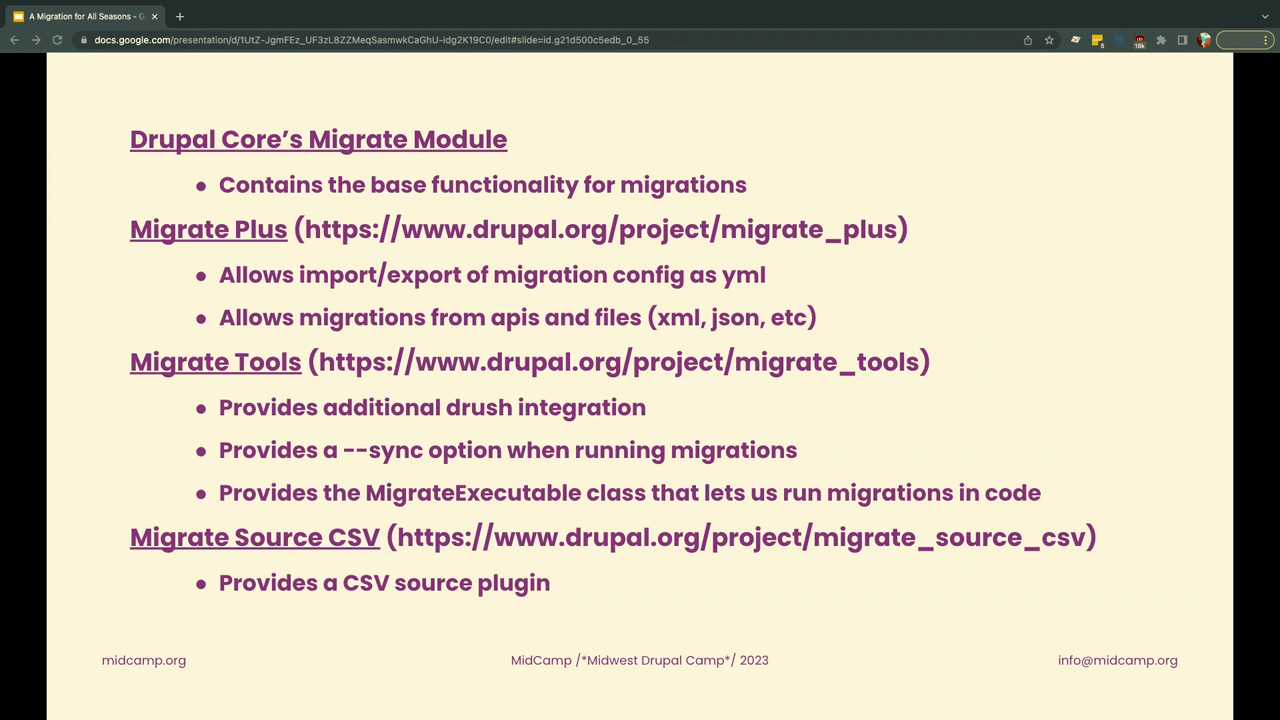 A Migration for All Seasons - G
docs.google.com/presentation/d/1UtZ-JgmFEz_UF3zL8ZZMeqSasmwkCaGhU-idg2K19C0/edit#slide=id.g21d500c5edb_0_55
5
18k
Drupal Core’s Migrate Module
● Contains the base functionality for migrations
Migrate Plus (https://www.drupal.org/project/migrate_plus)
● Allows import/export of migration config as yml
● Allows migrations from apis and files (xml, json, etc)
Migrate Tools (https://www.drupal.org/project/migrate_tools)
● Provides additional drush integration
● Provides a --sync option when running migrations
● Provides the MigrateExecutable class that lets us run migrations in code
Migrate Source CSV (https://www.drupal.org/project/migrate_source_csv)
● Provides a CSV source plugin
midcamp.org
MidCamp /*Midwest Drupal Camp*/ 2023
info@midcamp.org